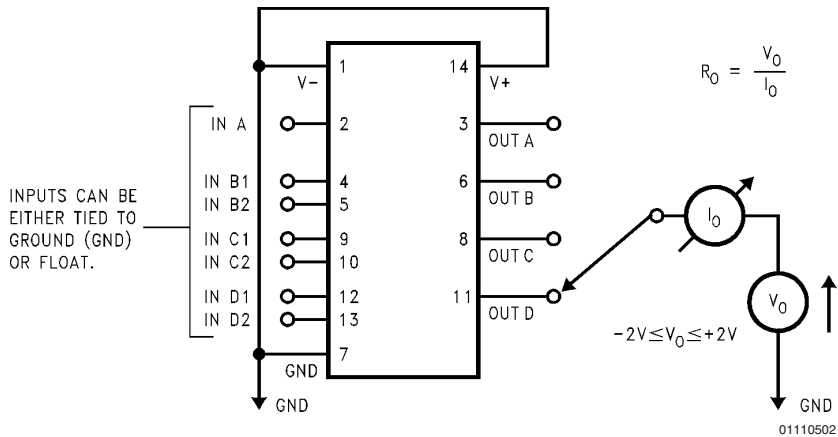 1 14
V- V+
R_O = V_O / I_O
IN A 2 3
OUT A
IN B1 4 6
IN B2 5 OUT B
IN C1 9 8
IN C2 10 OUT C
IN D1 12 11
IN D2 13 OUT D
7
GND
GND
INPUTS CAN BE
EITHER TIED TO
GROUND (GND)
OR FLOAT.
I_O
V_O
-2V≤V_O≤+2V
GND
01110502